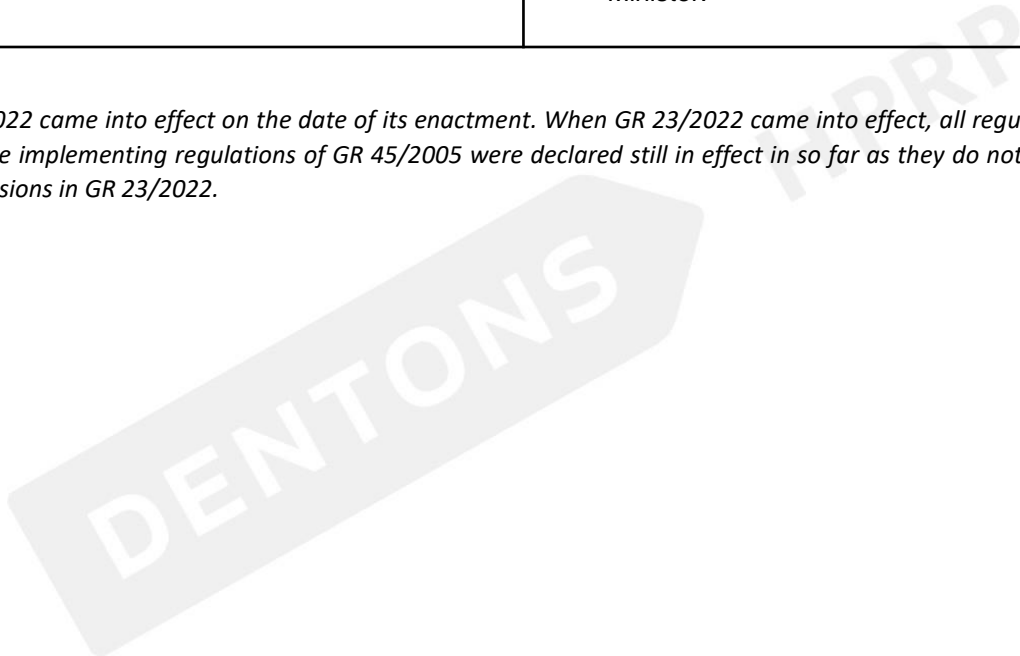 022 came into effect on the date of its enactment. When GR 23/2022 came into effect, all regu
e implementing regulations of GR 45/2005 were declared still in effect in so far as they do not
sions in GR 23/2022.
HPRP
DENTONS